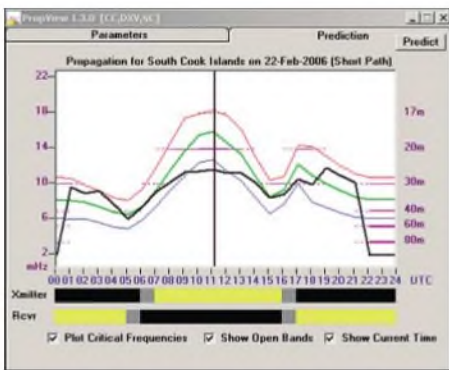 PropView 1.3.0 [CC,DXV,SC]
Parameters Prediction Predict
Propagation for South Cook Islands on 22-Feb-2006 (Short Path)
22
18 17m
14 20m
10 30m
40m
6 60m
80m
2
mHz
00 01 02 03 04 05 06 07 08 09 10 11 12 13 14 15 16 17 18 19 20 21 22 23 24 UTC
Xmitter
Rcvr
Plot Critical Frequencies Show Open Bands Show Current Time